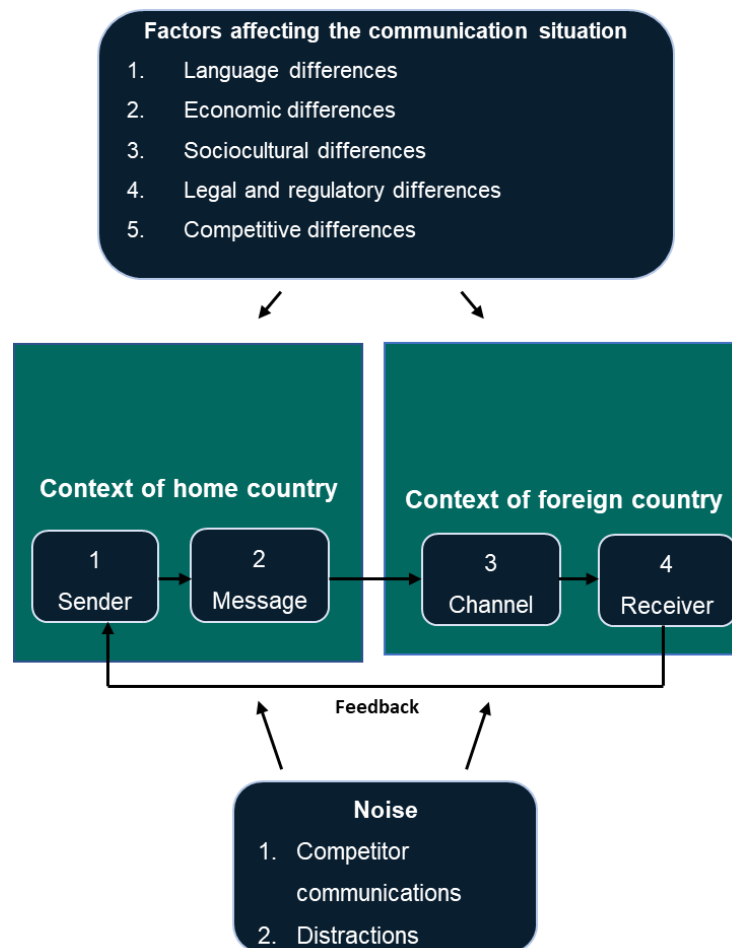 Factors affecting the communication situation
1. Language differences
2. Economic differences
3. Sociocultural differences
4. Legal and regulatory differences
5. Competitive differences
Context of home country
Context of foreign country
1
Sender
2
Message
3
Channel
4
Receiver
Feedback
Noise
1. Competitor
communications
2. Distractions